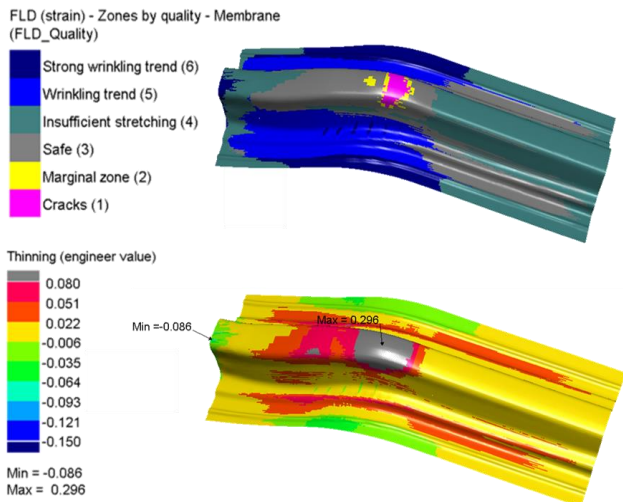 FLD (strain) - Zones by quality - Membrane
(FLD_Quality)
Strong wrinkling trend (6)
Wrinkling trend (5)
Insufficient stretching (4)
Safe (3)
Marginal zone (2)
Cracks (1)
Thinning (engineer value)
0.080
0.051
0.022
-0.006
-0.035
-0.064
-0.093
-0.121
-0.150
Min = -0.086
Max = 0.296
Min =-0.086
Max = 0.296